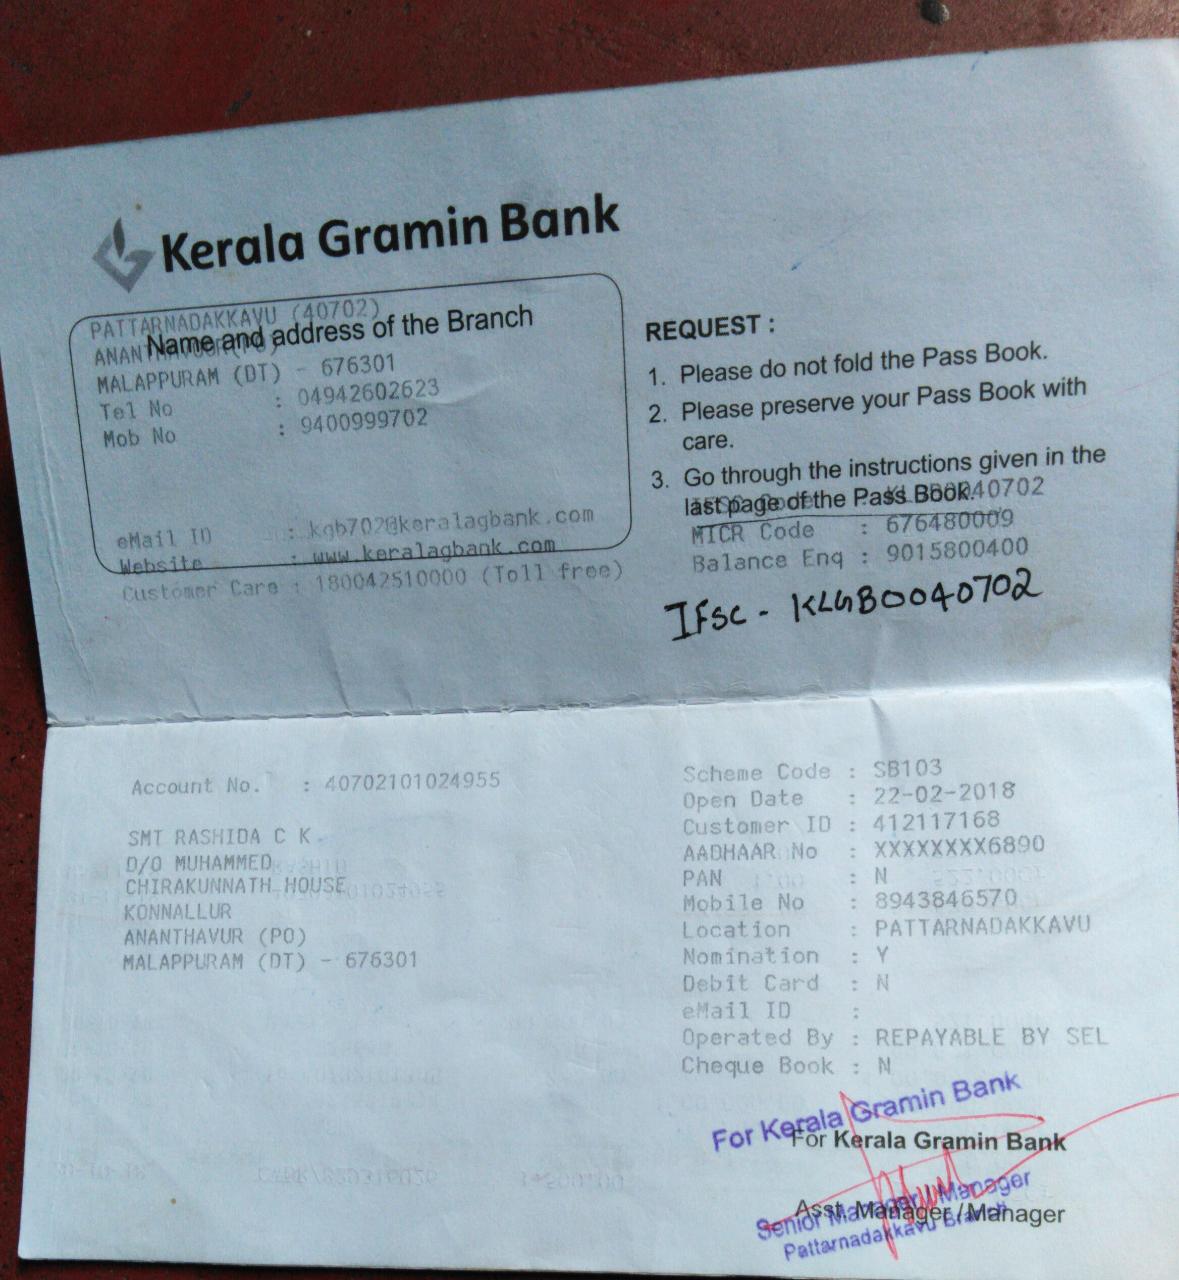 Kerala Gramin Bank
PATTARNADAKKAVU (40702)
Name and address of the Branch
MALAPPURAM (DT) - 676301
Tel No : 04942602623
Mob No : 9400999702
eMail ID : kgb702@keralagbank.com
Website : www.keralagbank.com
Customer Care : 180042510000 (Toll free)
REQUEST :
1. Please do not fold the Pass Book.
2. Please preserve your Pass Book with
care.
3. Go through the instructions given in the
last page of the Pass Book.
MICR Code : 676480009
Balance Enq : 9015800400
IFSC - KLGB0040702
Account No. : 40702101024955
SMT RASHIDA C K
D/O MUHAMMED
CHIRAKUNNATH HOUSE
KONNALLUR
ANANTHAVUR (PO)
MALAPPURAM (DT) - 676301
Scheme Code : SB103
Open Date : 22-02-2018
Customer ID : 412117168
AADHAAR No : XXXXXXXX6890
PAN : N
Mobile No : 8943846570
Location : PATTARNADAKKAVU
Nomination : Y
Debit Card : N
eMail ID :
Operated By : REPAYABLE BY SEL
Cheque Book : N
For Kerala Gramin Bank
For Kerala Gramin Bank
Senior Manager / Manager
Asst. Manager / Manager
Pattarnadakkavu Branch